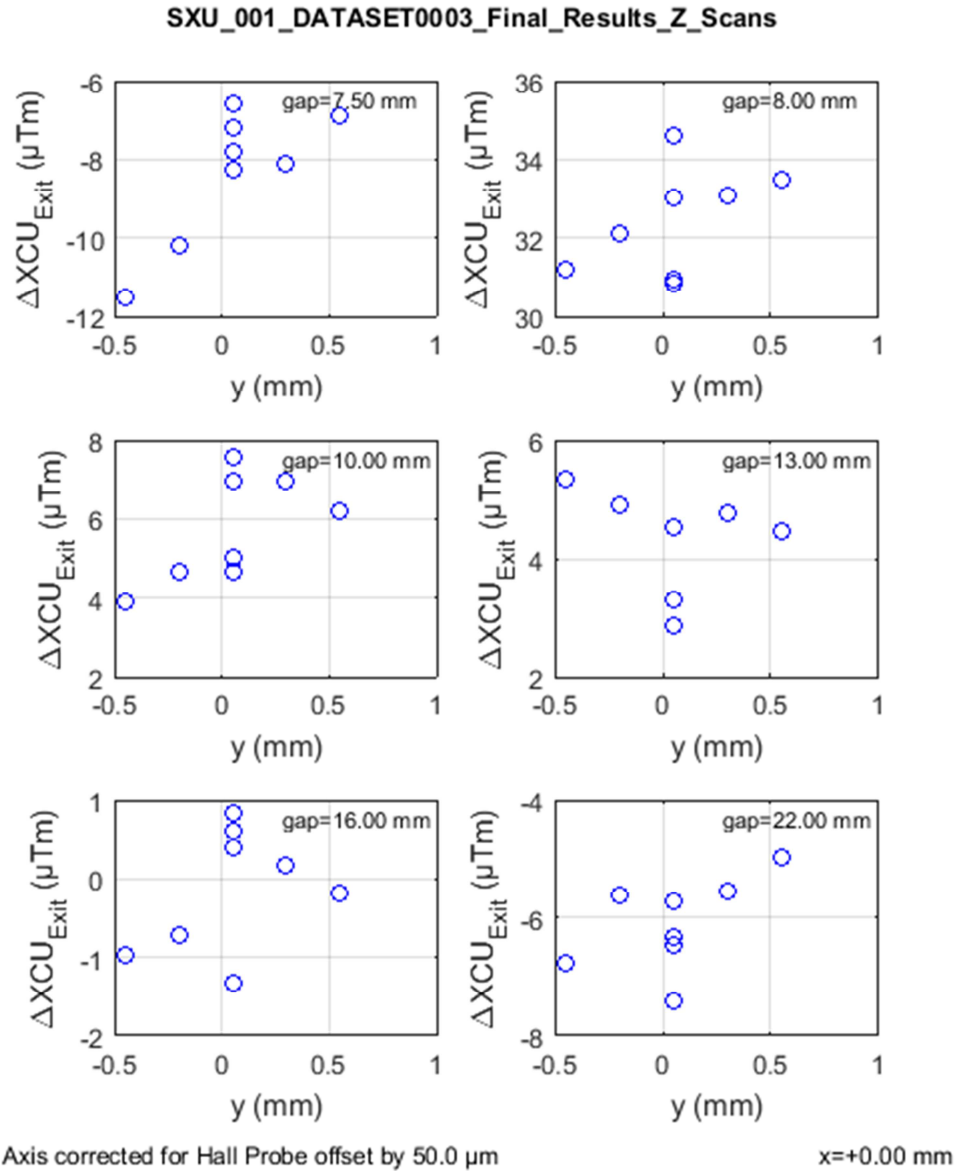 SXU_001_DATASET0003_Final_Results_Z_Scans
gap=7.50 mm
ΔXCU_Exit (μTm)
-6
-8
-10
-12
-0.5 0 0.5 1
y (mm)
gap=8.00 mm
ΔXCU_Exit (μTm)
36
34
32
30
-0.5 0 0.5 1
y (mm)
gap=10.00 mm
ΔXCU_Exit (μTm)
8
6
4
2
-0.5 0 0.5 1
y (mm)
gap=13.00 mm
ΔXCU_Exit (μTm)
6
4
2
-0.5 0 0.5 1
y (mm)
gap=16.00 mm
ΔXCU_Exit (μTm)
1
0
-1
-2
-0.5 0 0.5 1
y (mm)
gap=22.00 mm
ΔXCU_Exit (μTm)
-4
-6
-8
-0.5 0 0.5 1
y (mm)
Axis corrected for Hall Probe offset by 50.0 μm
x=+0.00 mm